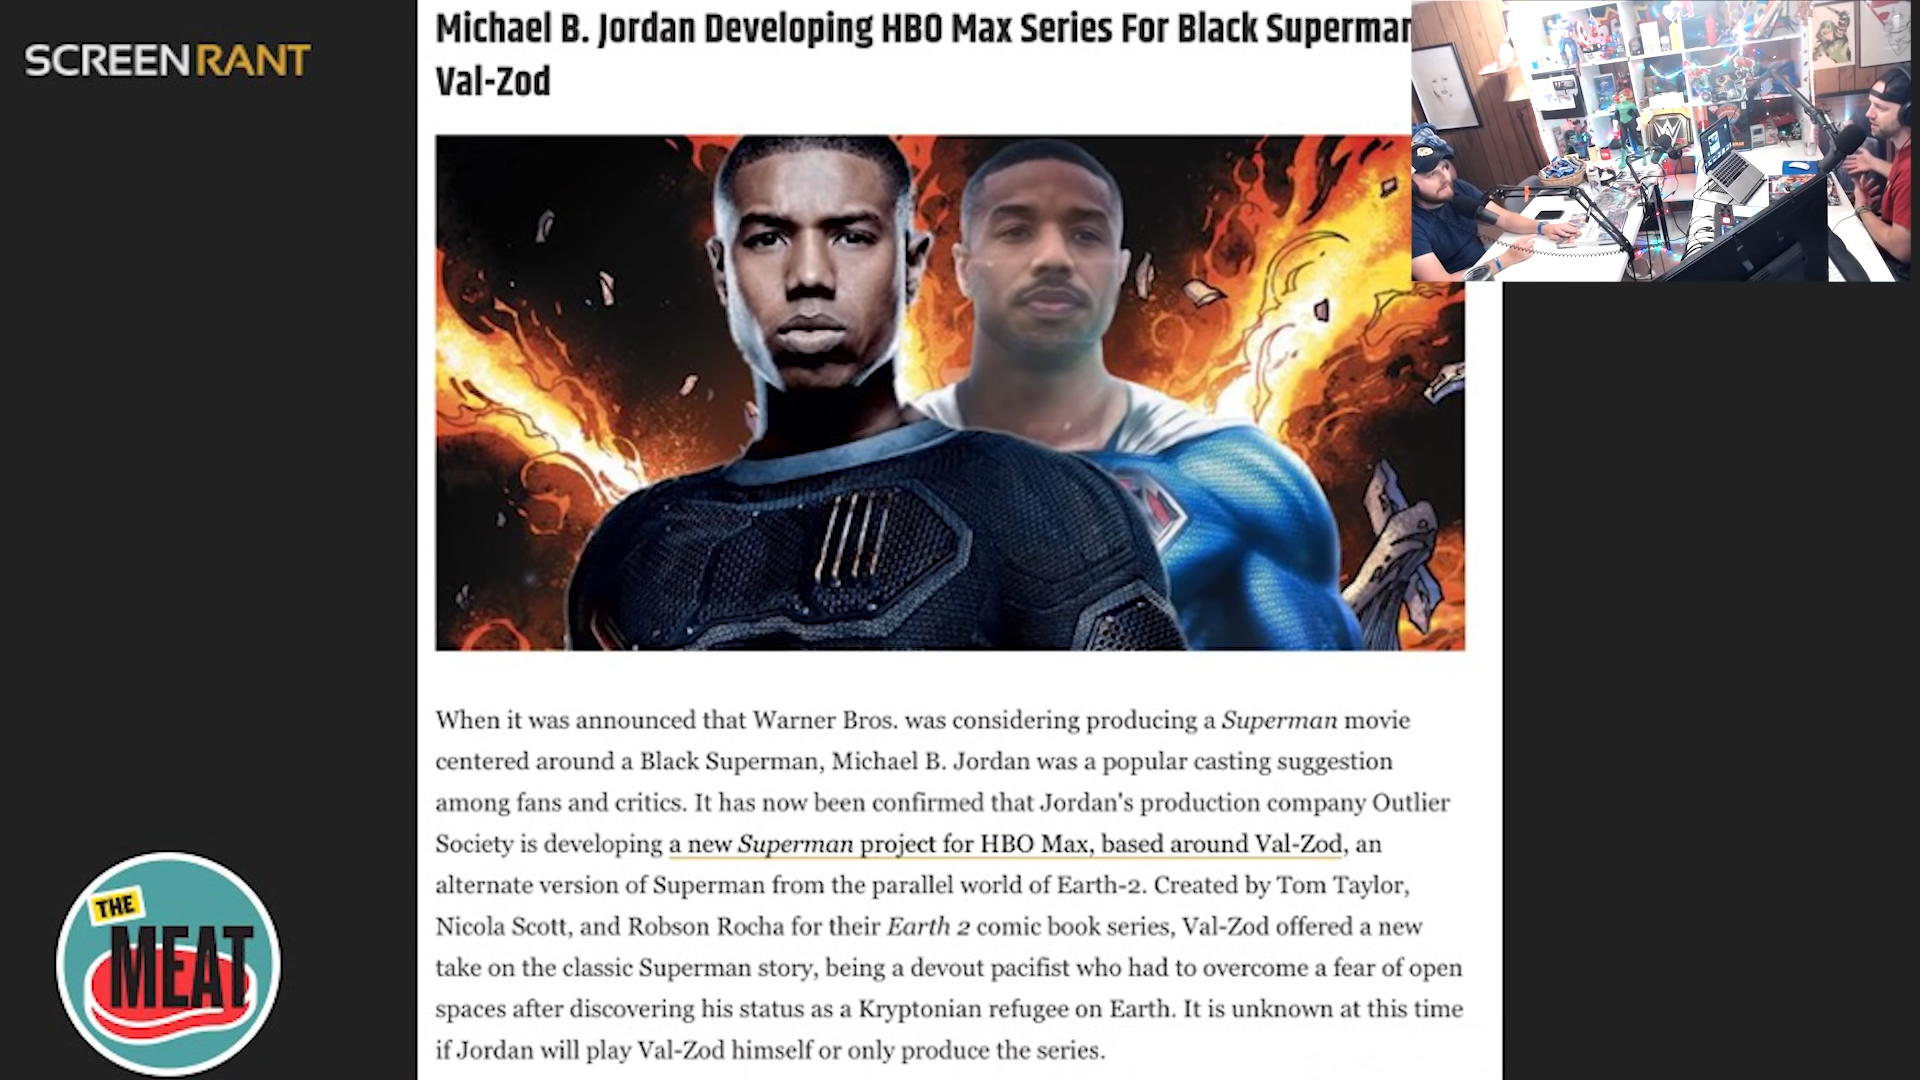 SCREENRANT
Michael B. Jordan Developing HBO Max Series For Black Superman
Val-Zod
When it was announced that Warner Bros. was considering producing a Superman movie
centered around a Black Superman, Michael B. Jordan was a popular casting suggestion
among fans and critics. It has now been confirmed that Jordan's production company Outlier
Society is developing a new Superman project for HBO Max, based around Val-Zod, an
alternate version of Superman from the parallel world of Earth-2. Created by Tom Taylor,
Nicola Scott, and Robson Rocha for their Earth 2 comic book series, Val-Zod offered a new
take on the classic Superman story, being a devout pacifist who had to overcome a fear of open
spaces after discovering his status as a Kryptonian refugee on Earth. It is unknown at this time
if Jordan will play Val-Zod himself or only produce the series.
THE
MEAT